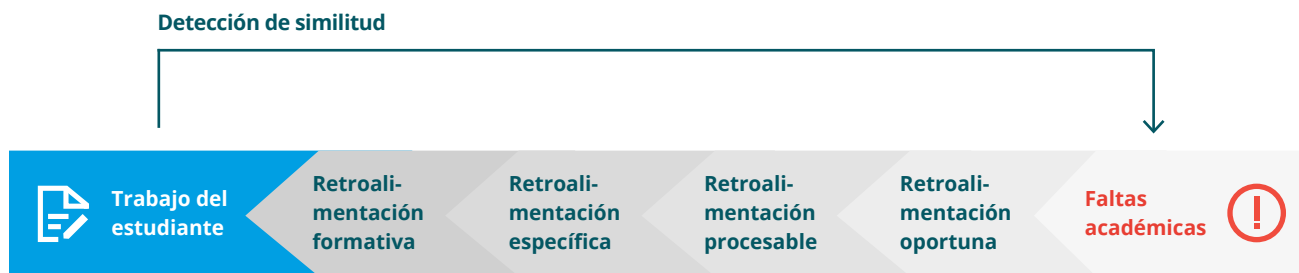 Detección de similitud
Trabajo del
estudiante
Retroali-
mentación
formativa
Retroali-
mentación
específica
Retroali-
mentación
procesable
Retroali-
mentación
oportuna
Faltas
académicas